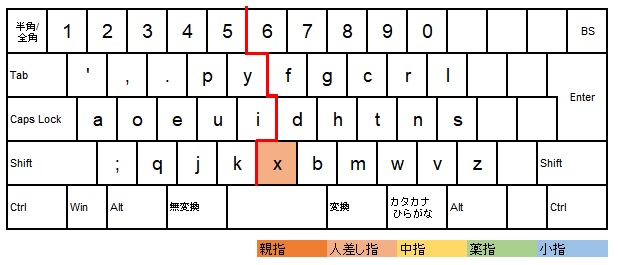 半角/
全角 1 2 3 4 5 6 7 8 9 0 BS
Tab ' , . p y f g c r l
Enter
Caps Lock a o e u i d h t n s
Shift ; q j k x b m w v z Shift
Ctrl Win Alt 無変換 変換 カタカナ
ひらがな Alt Ctrl
親指 人差し指 中指 薬指 小指